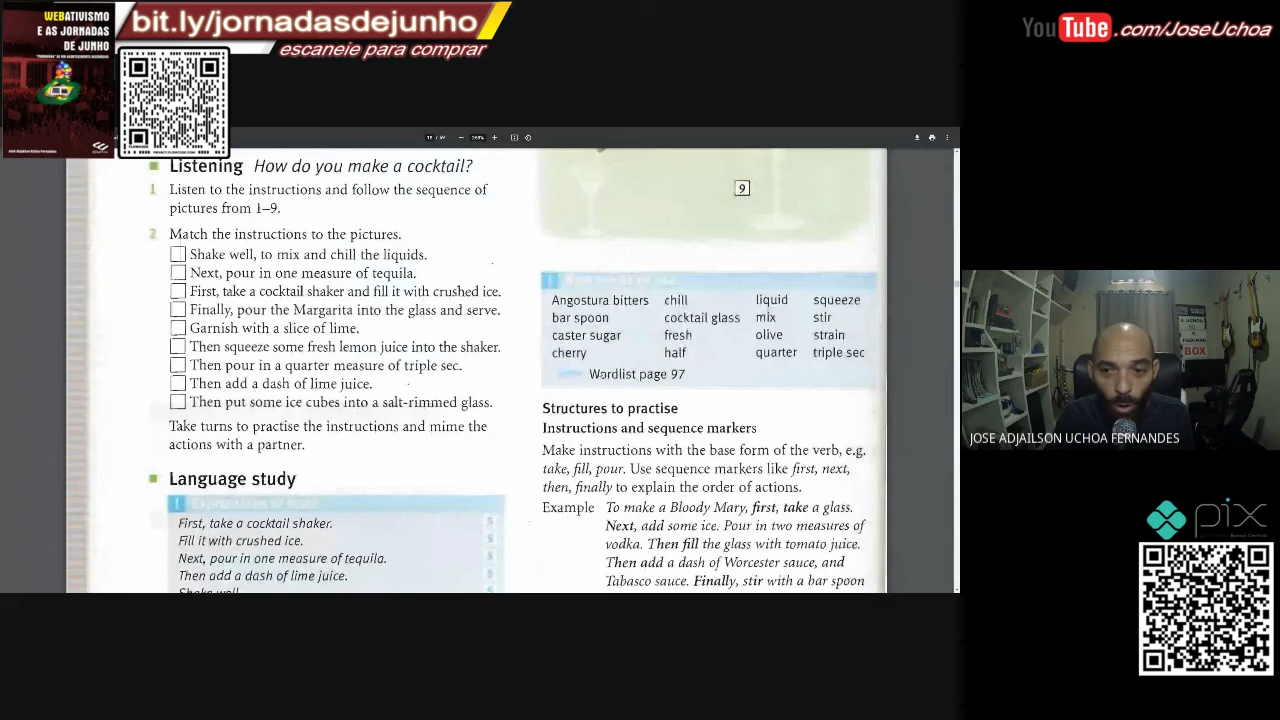 WEBATIVISMO
E AS JORNADAS
DE JUNHO
bit.ly/jornadasdejunho
escaneie para comprar
YouTube.com/JoseUchoa
Listening How do you make a cocktail?
1 Listen to the instructions and follow the sequence of
pictures from 1–9.
2 Match the instructions to the pictures.
Shake well, to mix and chill the liquids.
Next, pour in one measure of tequila.
First, take a cocktail shaker and fill it with crushed ice.
Finally, pour the Margarita into the glass and serve.
Garnish with a slice of lime.
Then squeeze some fresh lemon juice into the shaker.
Then pour in a quarter measure of triple sec.
Then add a dash of lime juice.
Then put some ice cubes into a salt-rimmed glass.
Take turns to practise the instructions and mime the
actions with a partner.
Language study
First, take a cocktail shaker.
Fill it with crushed ice.
Next, pour in one measure of tequila.
Then add a dash of lime juice.
Shake well
9
Angostura bitters chill liquid squeeze
bar spoon cocktail glass mix stir
caster sugar fresh olive strain
cherry half quarter triple sec
Wordlist page 97
Structures to practise
Instructions and sequence markers
Make instructions with the base form of the verb, e.g.
take, fill, pour. Use sequence markers like first, next,
then, finally to explain the order of actions.
Example To make a Bloody Mary, first, take a glass.
Next, add some ice. Pour in two measures of
vodka. Then fill the glass with tomato juice.
Then add a dash of Worcester sauce, and
Tabasco sauce. Finally, stir with a bar spoon
J. UCHOA
BOX
JOSE ADJAILSON UCHOA FERNANDES
pix